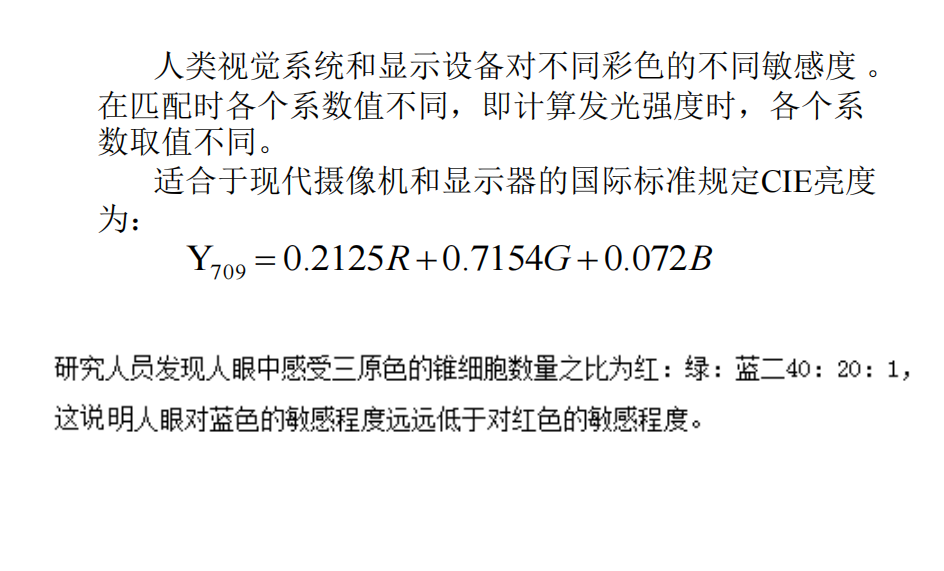 人类视觉系统和显示设备对不同彩色的不同敏感度 。
在匹配时各个系数值不同，即计算发光强度时，各个系
数取值不同。
适合于现代摄像机和显示器的国际标准规定CIE亮度
为：
Y₇₀₉ = 0.2125R+0.7154G+0.072B
研究人员发现人眼中感受三原色的锥细胞数量之比为红：绿：蓝二40：20：1，
这说明人眼对蓝色的敏感程度远远低于对红色的敏感程度。